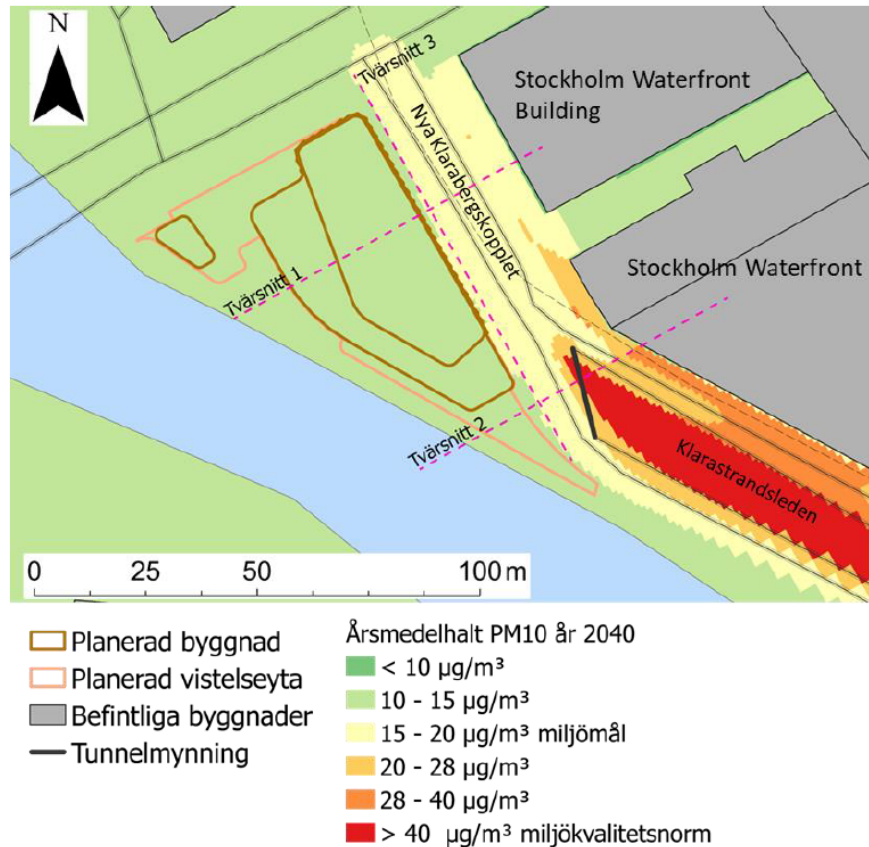 N
Tvärsnitt 3
Stockholm Waterfront
Building
Nya Klarabergskopplet
Stockholm Waterfront
Tvärsnitt 1
Tvärsnitt 2
Klarastrandsleden
0 25 50 100 m
Planerad byggnad
Planerad vistelseyta
Befintliga byggnader
Tunnelmynning
Årsmedelhalt PM10 år 2040
< 10 µg/m³
10 - 15 µg/m³
15 - 20 µg/m³ miljömål
20 - 28 µg/m³
28 - 40 µg/m³
> 40 µg/m³ miljökvalitetsnorm